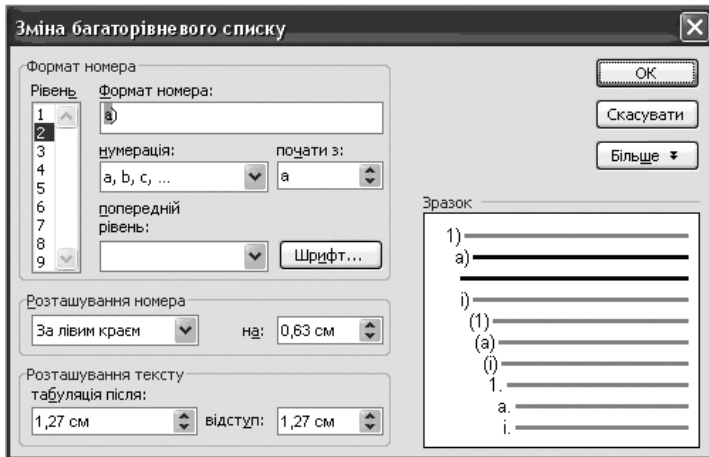 Зміна багаторівневого списку
Формат номера
Рівень
Формат номера:
1
2
3
4
5
6
7
8
9
a)
нумерація:
почати з:
a, b, c, ...
a
попередній
рівень:
Шрифт...
Розташування номера
За лівим краєм
на:
0,63 см
Розташування тексту
табуляція після:
1,27 см
відступ:
1,27 см
ОК
Скасувати
Більше
Зразок
1)
a)
i)
(1)
(a)
(i)
1.
a.
i.